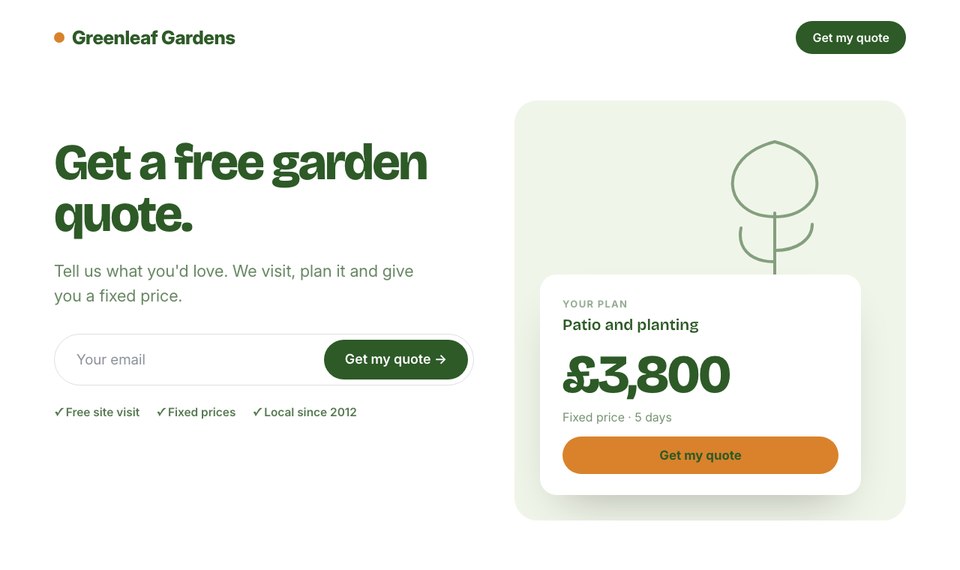 Greenleaf Gardens
Get my quote
Get a free garden
quote.
Tell us what you'd love. We visit, plan it and give
you a fixed price.
Your email
Get my quote →
✓ Free site visit ✓ Fixed prices ✓ Local since 2012
YOUR PLAN
Patio and planting
£3,800
Fixed price · 5 days
Get my quote